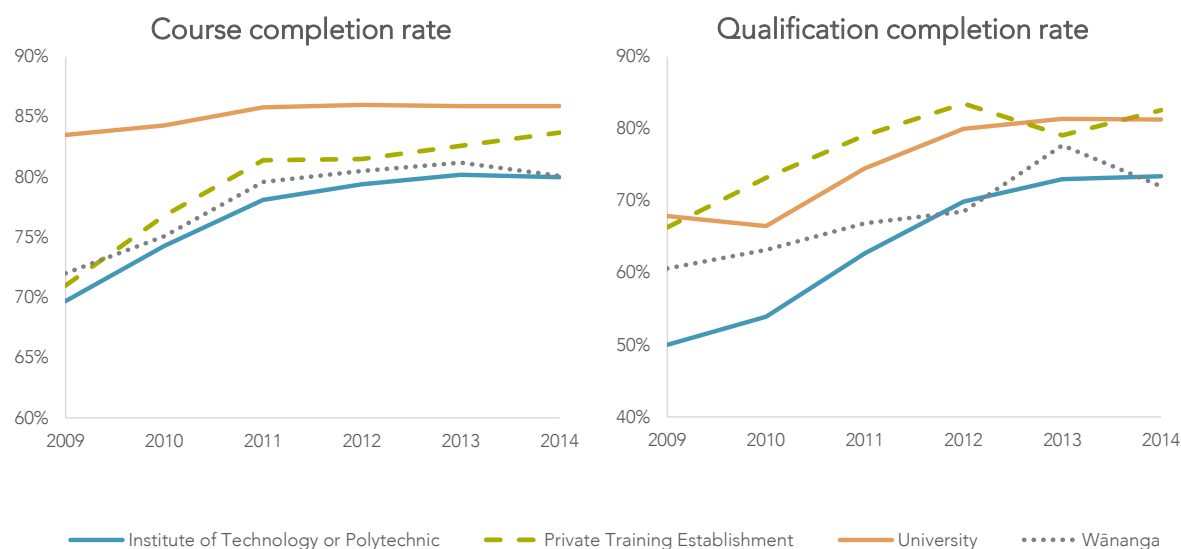 Course completion rate
90%
85%
80%
75%
70%
65%
60%
2009 2010 2011 2012 2013 2014
Qualification completion rate
90%
80%
70%
60%
50%
40%
2009 2010 2011 2012 2013 2014
Institute of Technology or Polytechnic Private Training Establishment University Wānanga